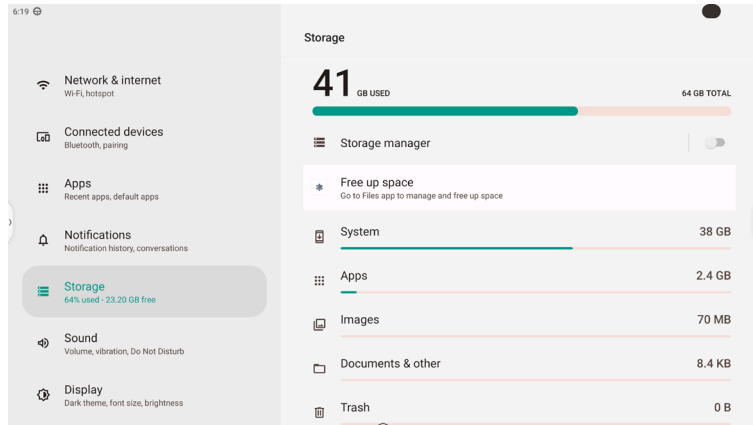 6:19
Storage
Network & internet
Wi-Fi, hotspot
Connected devices
Bluetooth, pairing
Apps
Recent apps, default apps
Notifications
Notification history, conversations
Storage
64% used - 23.20 GB free
Sound
Volume, vibration, Do Not Disturb
Display
Dark theme, font size, brightness
41 GB USED
64 GB TOTAL
Storage manager
Free up space
Go to Files app to manage and free up space
System 38 GB
Apps 2.4 GB
Images 70 MB
Documents & other 8.4 KB
Trash 0 B